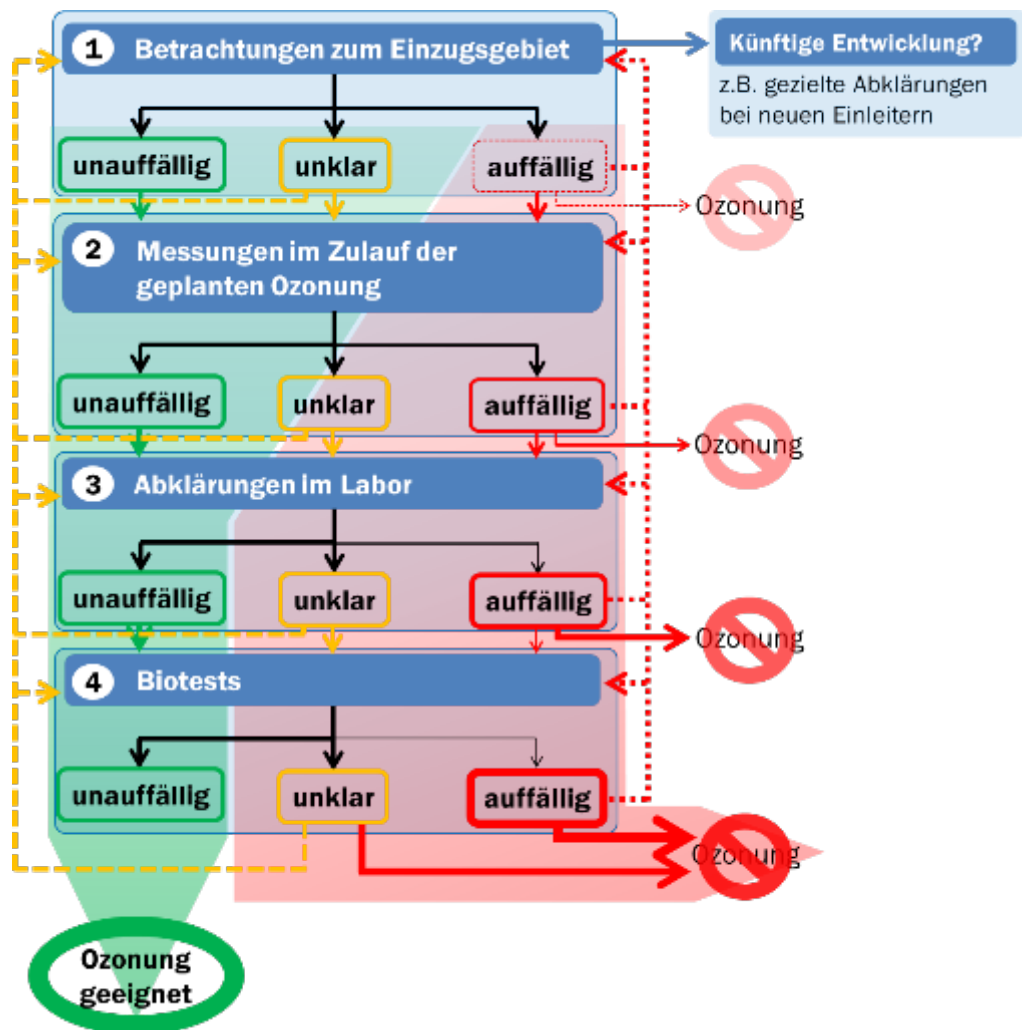 1 Betrachtungen zum Einzugsgebiet
Künftige Entwicklung?
z.B. gezielte Abklärungen
bei neuen Einleitern
unauffällig unklar auffällig
Ozonung
2 Messungen im Zulauf der
geplanten Ozonung
unauffällig unklar auffällig
Ozonung
3 Abklärungen im Labor
unauffällig unklar auffällig
Ozonung
4 Biotests
unauffällig unklar auffällig
Ozonung
Ozonung
geeignet